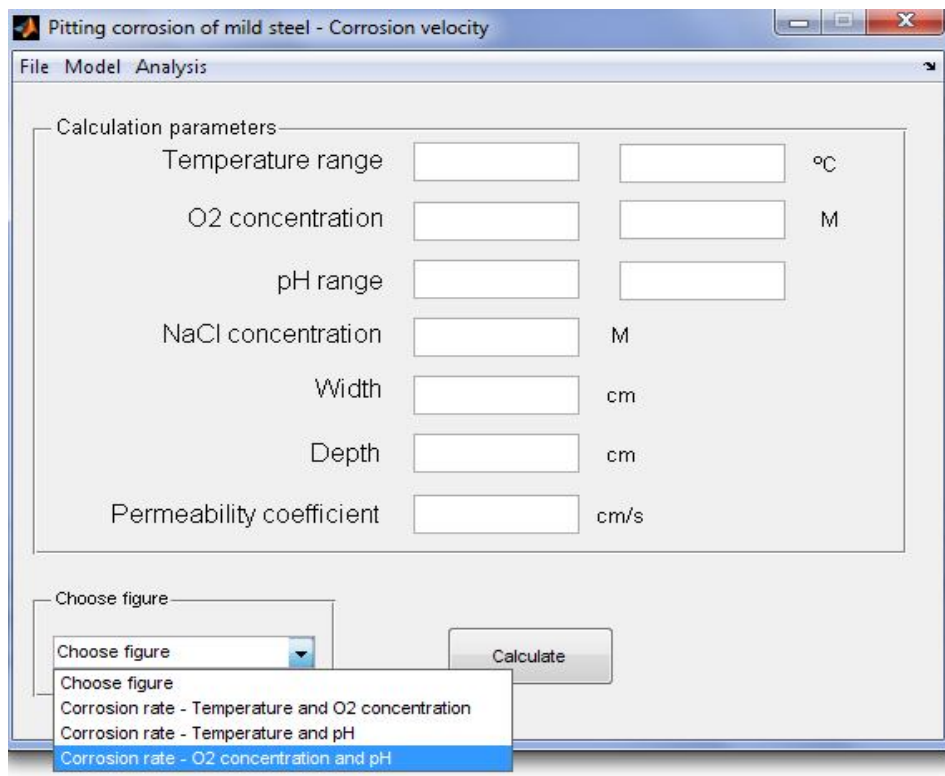 Pitting corrosion of mild steel - Corrosion velocity
File Model Analysis
Calculation parameters
Temperature range ºC
O2 concentration M
pH range
NaCl concentration M
Width cm
Depth cm
Permeability coefficient cm/s
Choose figure
Choose figure
Calculate
Choose figure
Corrosion rate - Temperature and O2 concentration
Corrosion rate - Temperature and pH
Corrosion rate - O2 concentration and pH